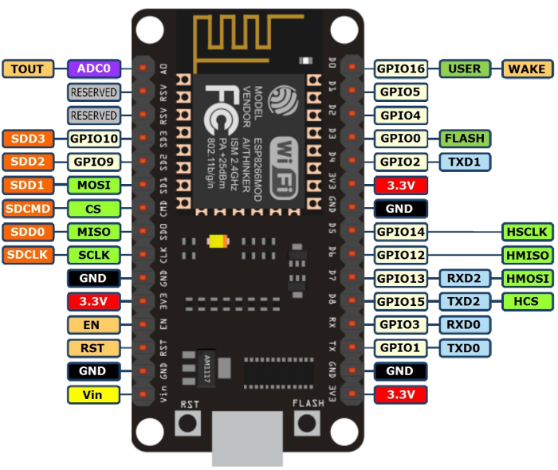 TOUT ADC0 A0 D0 GPIO16 USER WAKE
RESERVED RSV D1 GPIO5
RESERVED RSV D2 GPIO4
SDD3 GPIO10 SD3 D3 GPIO0 FLASH
SDD2 GPIO9 SD2 D4 GPIO2 TXD1
SDD1 MOSI SD1 3V3 3.3V
SDCMD CS CMD GND GND
SDD0 MISO SD0 D5 GPIO14 HSCLK
SDCLK SCLK CLK D6 GPIO12 HMISO
GND GND D7 GPIO13 RXD2 HMOSI
3.3V 3V3 D8 GPIO15 TXD2 HCS
EN EN RX GPIO3 RXD0
RST RST TX GPIO1 TXD0
GND GND GND GND
Vin Vin 3V3 3.3V
MODEL ESP8266MOD
VENDOR AI/THINKER
ISM 2.4GHz
PA +25dBm
802.11b/g/n
FC
Wi Fi
AM1117
RST FLASH